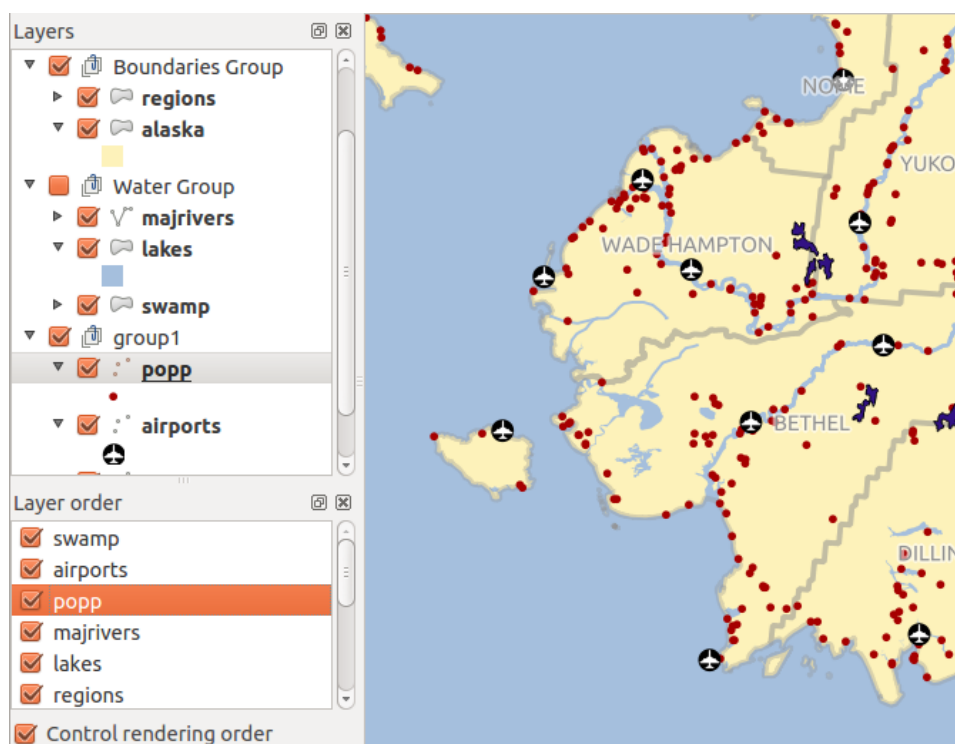 Layers
Boundaries Group
regions
alaska
Water Group
majrivers
lakes
swamp
group1
popp
airports
Layer order
swamp
airports
popp
majrivers
lakes
regions
Control rendering order
NOME
YUKO
WADE HAMPTON
BETHEL
DILLIN